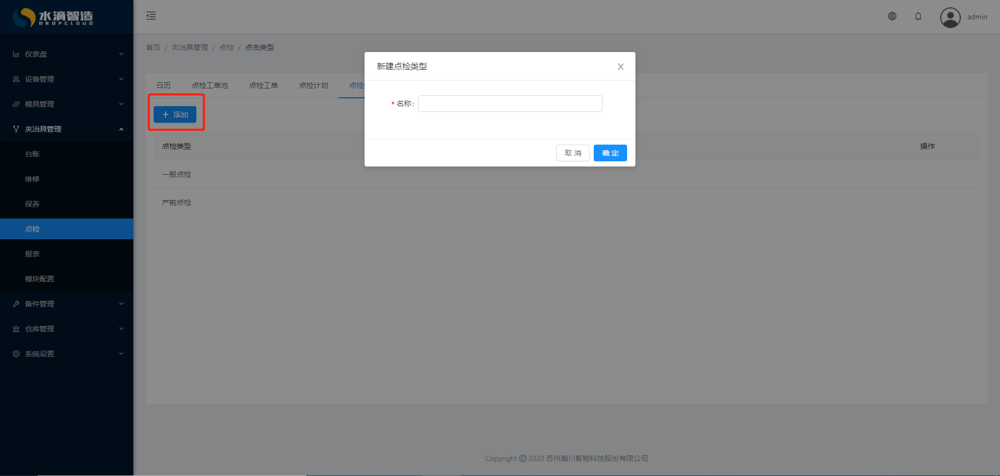 水滴智造
DROPCLOUD
admin
仪表盘
设备管理
模具管理
夹治具管理
台账
维修
保养
点检
报表
模块配置
备件管理
仓库管理
系统设置
首页 / 夹治具管理 / 点检 / 点击类型
日历 点检工单池 点检工单 点检计划 点检
添加
点检类型 操作
一般点检
产前点检
新建点检类型
* 名称:
取消 确定
Copyright © 2020 苏州瀚川智能科技股份有限公司